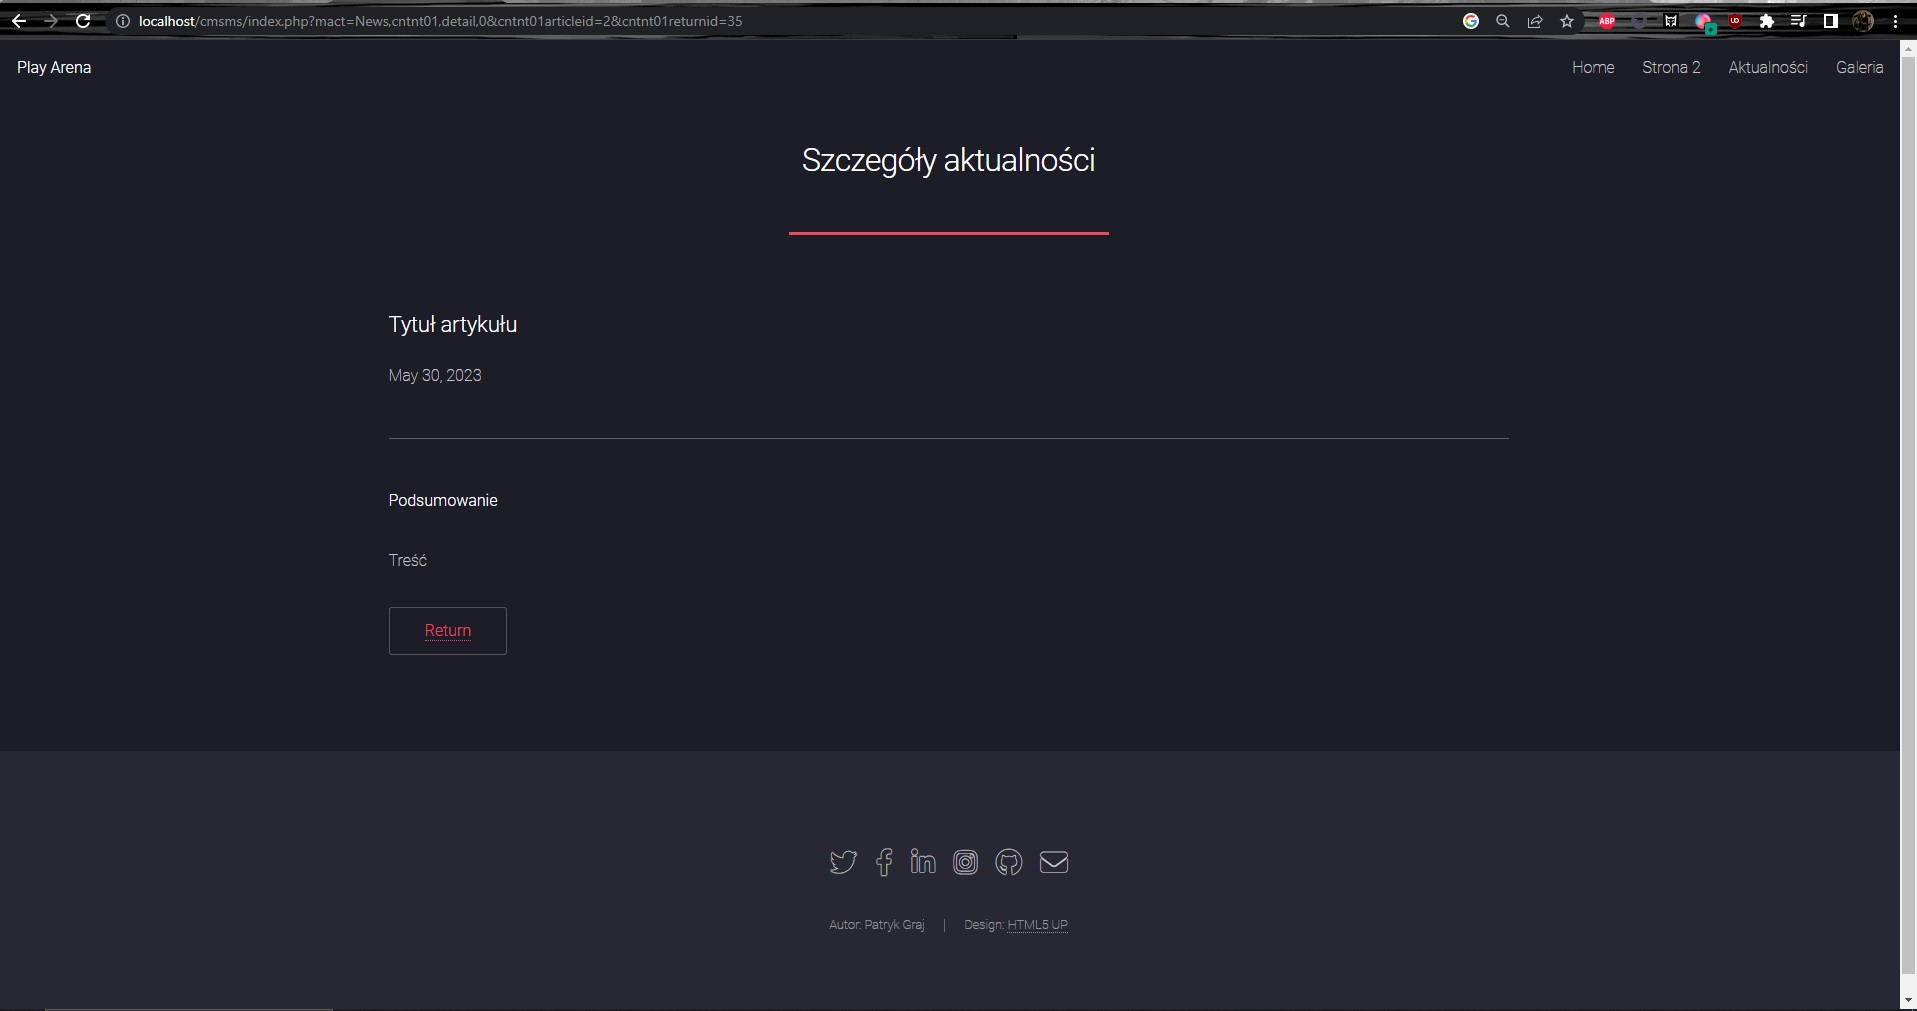 localhost/cmsms/index.php?mact=News,cntnt01,detail,0&cntnt01articleid=2&cntnt01returnid=35
ABP
Play Arena
Home
Strona 2
Aktualności
Galeria
Szczegóły aktualności
Tytuł artykułu
May 30, 2023
Podsumowanie
Treść
Return
Autor: Patryk Graj | Design: HTML5 UP